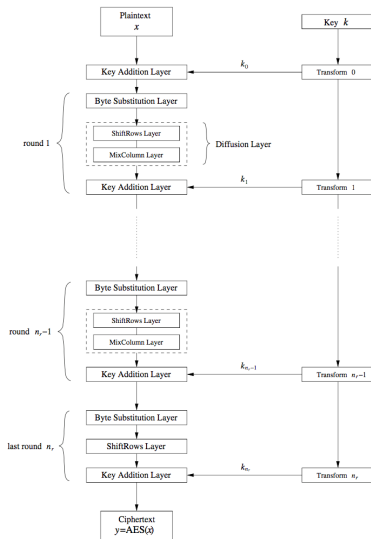 Plaintext
x
Key k
Key Addition Layer
k0
Transform 0
Byte Substitution Layer
ShiftRows Layer
MixColumn Layer
round 1
Diffusion Layer
Key Addition Layer
k1
Transform 1
Byte Substitution Layer
ShiftRows Layer
MixColumn Layer
round nr−1
Key Addition Layer
knr−1
Transform nr−1
Byte Substitution Layer
ShiftRows Layer
last round nr
Key Addition Layer
knr
Transform nr
Ciphertext
y=AES(x)